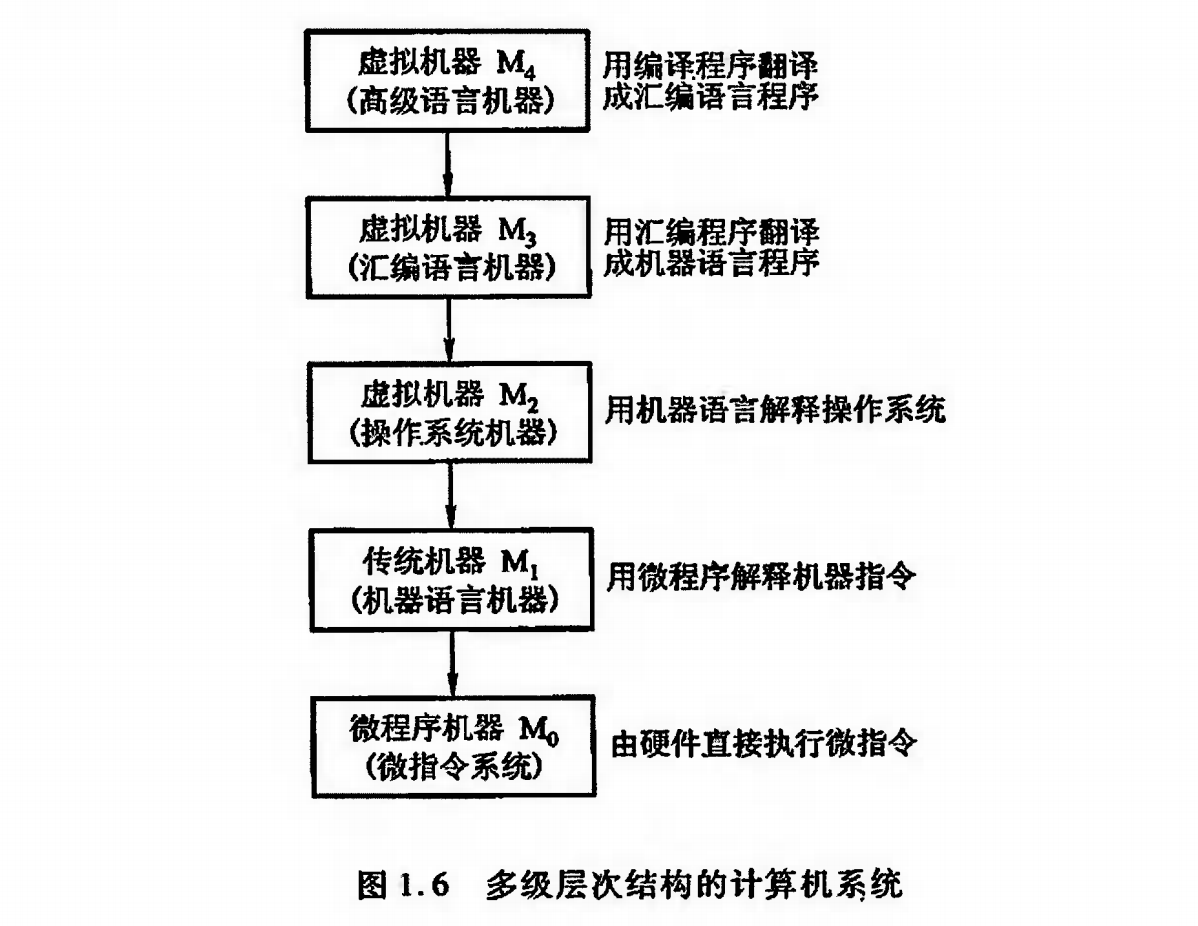 虚拟机器 M₄
(高级语言机器)
用编译程序翻译
成汇编语言程序
虚拟机器 M₃
(汇编语言机器)
用汇编程序翻译
成机器语言程序
虚拟机器 M₂
(操作系统机器)
用机器语言解释操作系统
传统机器 M₁
(机器语言机器)
用微程序解释机器指令
微程序机器 M₀
(微指令系统)
由硬件直接执行微指令
图 1.6 多级层次结构的计算机系统